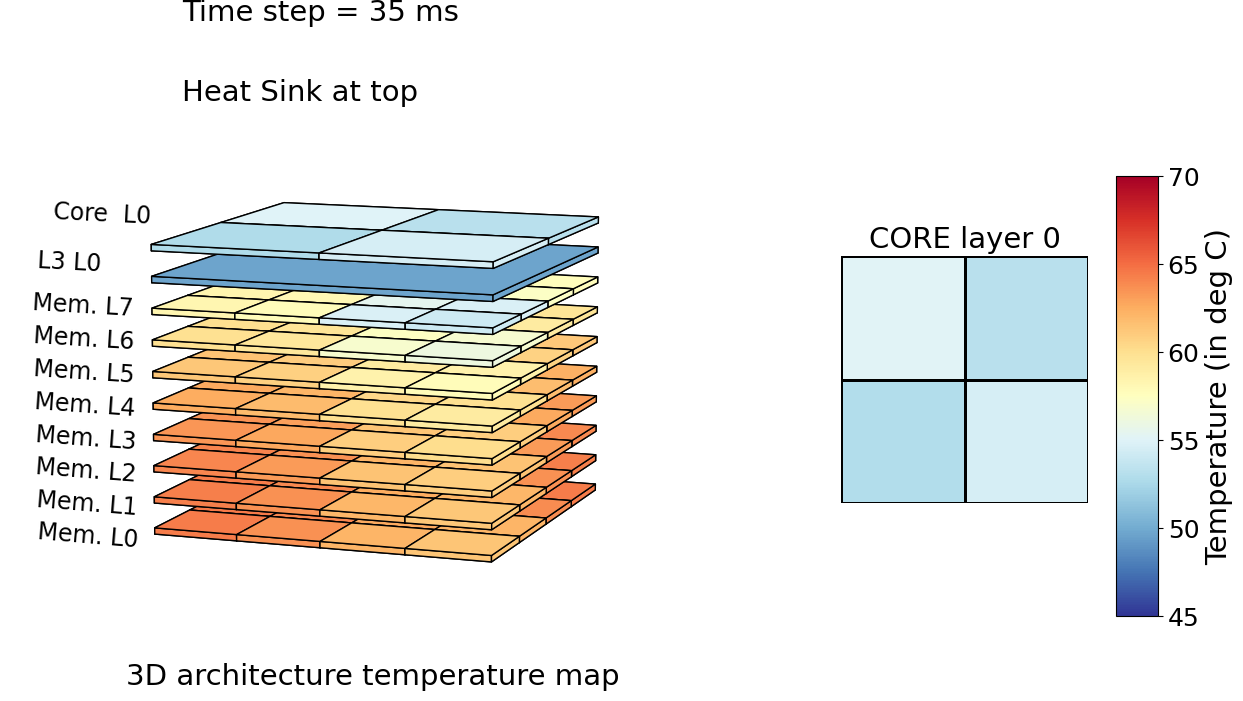 Time step = 35 ms
Heat Sink at top
Core  L0
L3 L0
Mem. L7
Mem. L6
Mem. L5
Mem. L4
Mem. L3
Mem. L2
Mem. L1
Mem. L0
3D architecture temperature map
CORE layer 0
70
65
60
55
50
45
Temperature (in deg C)